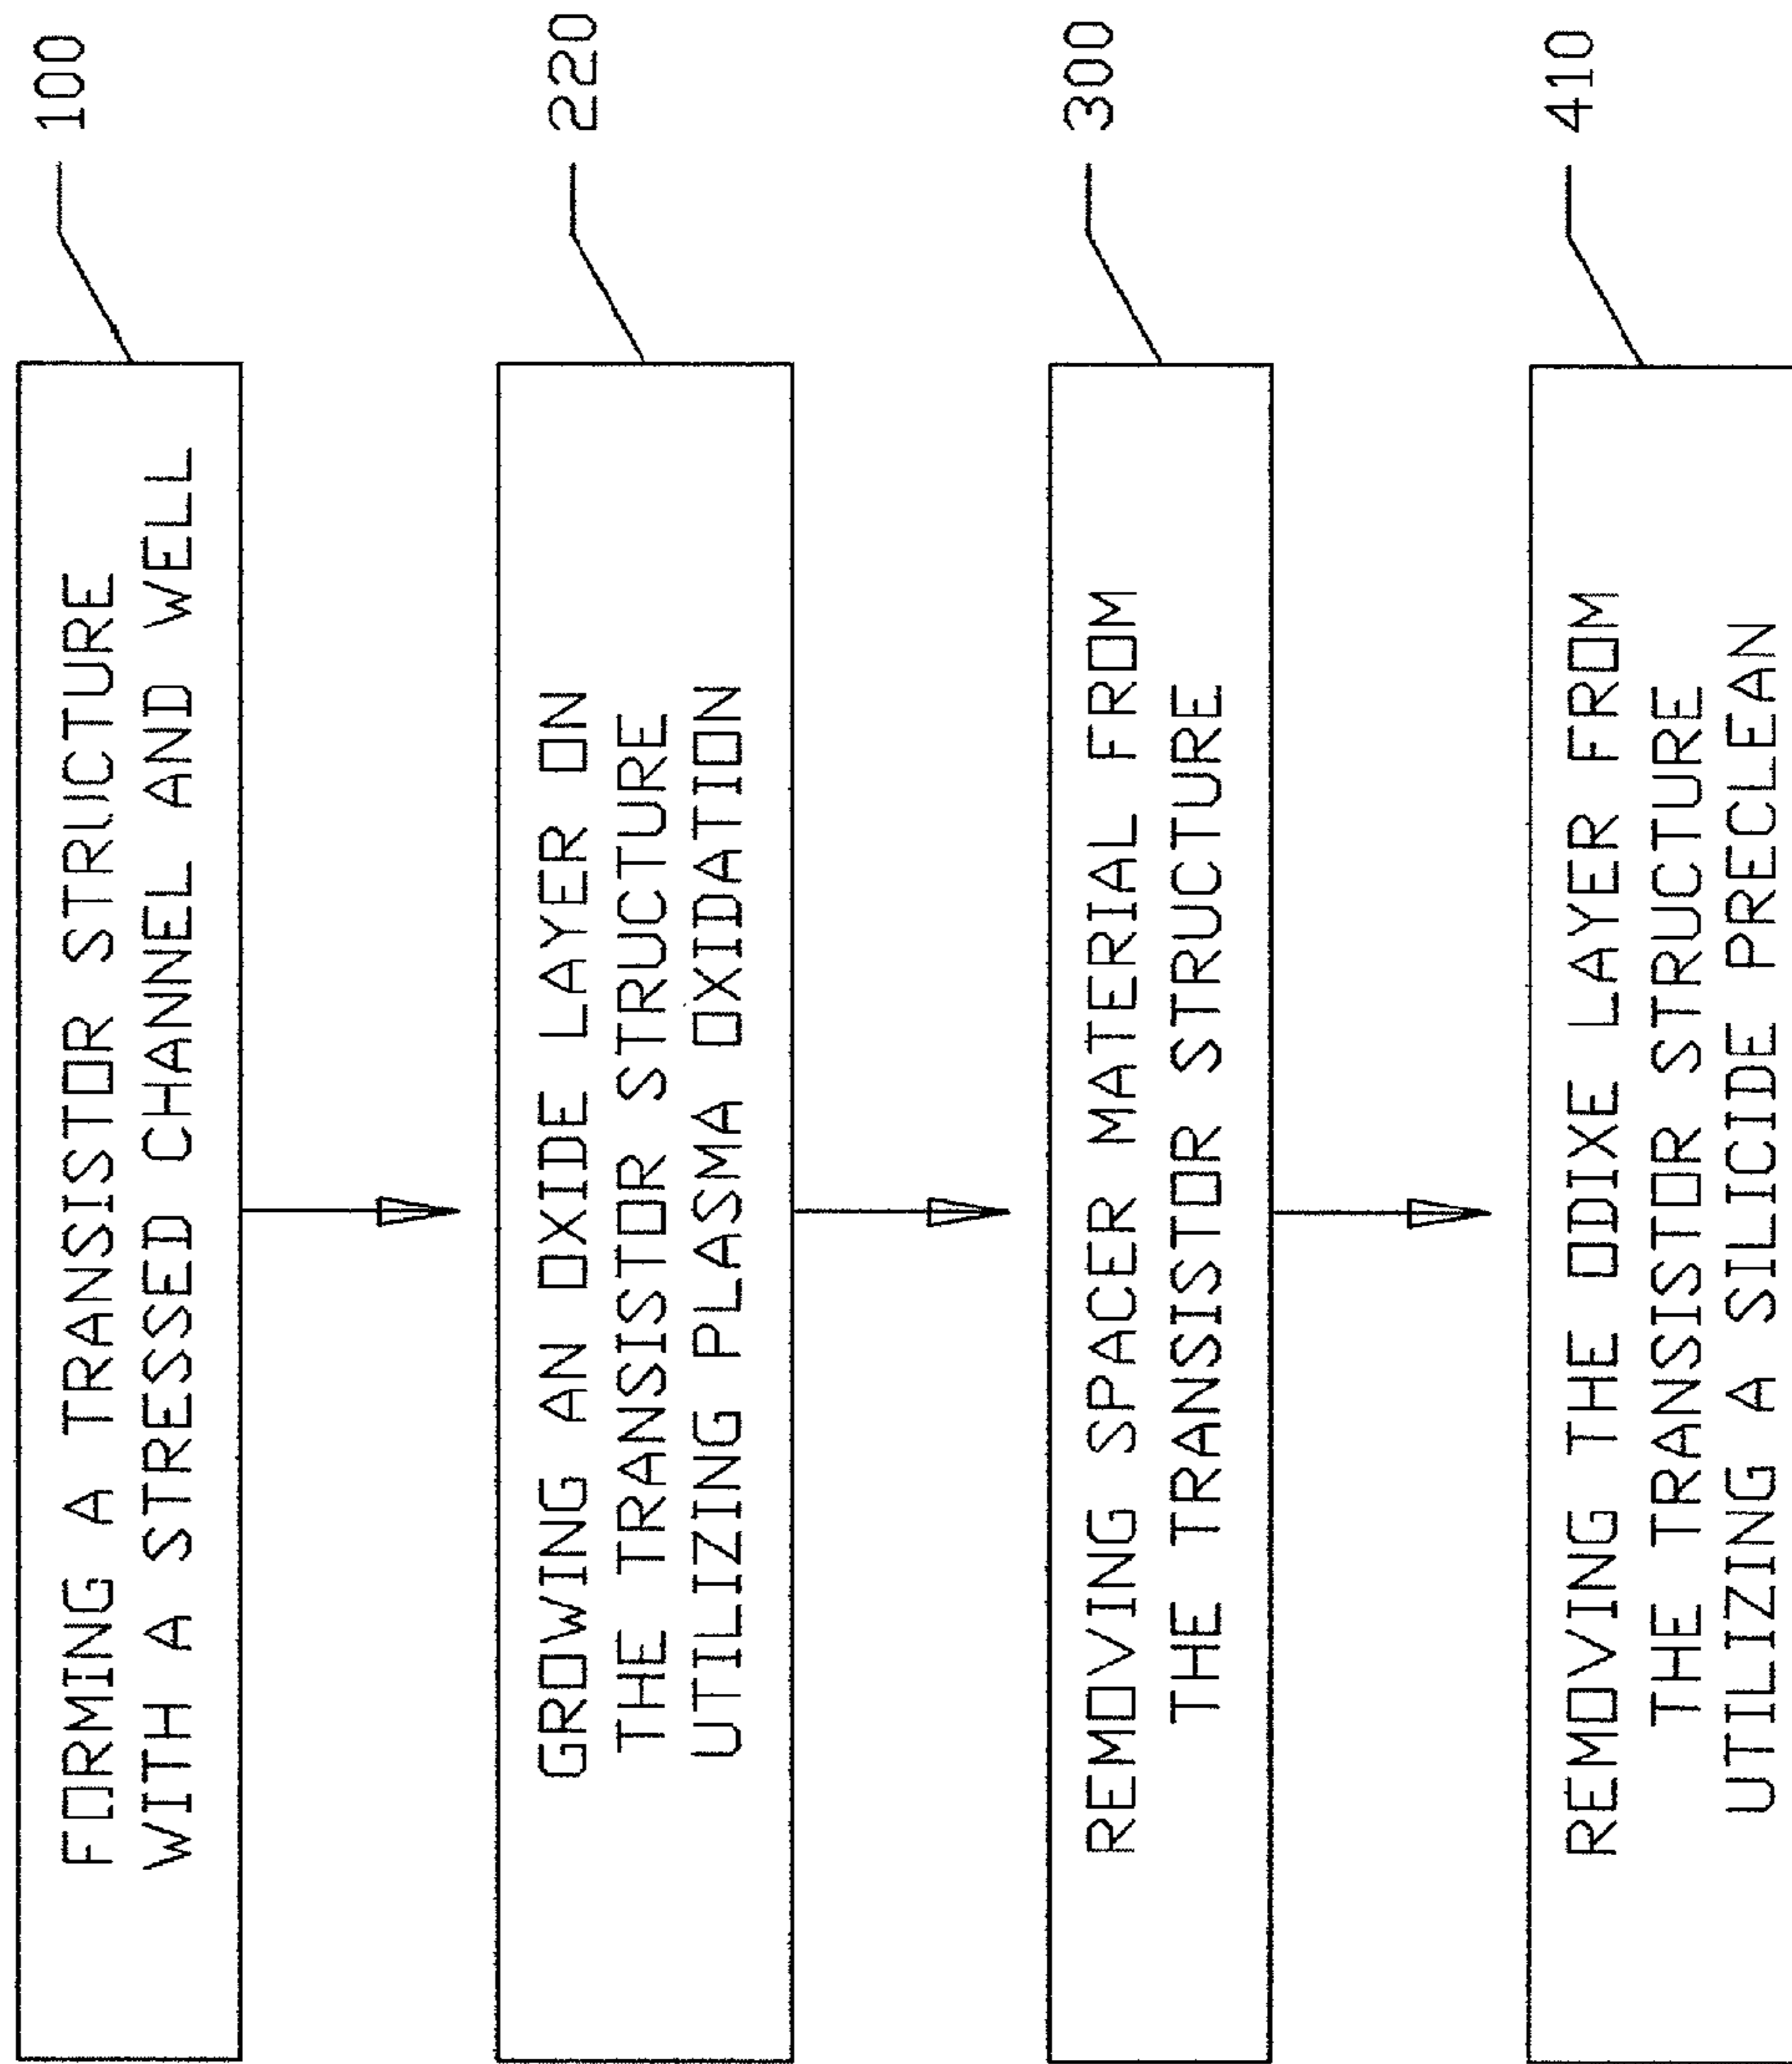 FORMING A TRANSISTOR STRUCTURE
WITH A STRESSED CHANNEL AND WELL
100
GROWING AN OXIDE LAYER ON
THE TRANSISTOR STRUCTURE
UTILIZING PLASMA OXIDATION
220
REMOVING SPACER MATERIAL FROM
THE TRANSISTOR STRUCTURE
300
REMOVING THE ODIXE LAYER FROM
THE TRANSISTOR STRUCTURE
UTILIZING A SILICIDE PRECLEAN
410